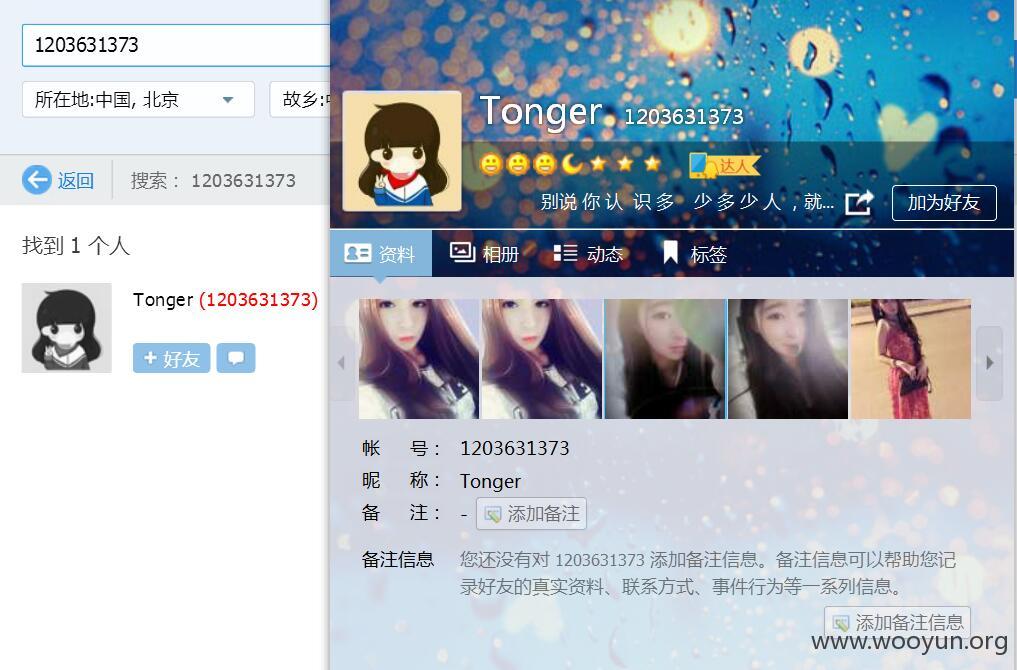 1203631373
所在地:中国, 北京
故乡:
返回
搜索： 1203631373
找到 1 个人
Tonger (1203631373)
+ 好友
Tonger 1203631373
达人
别说你认 识多 少多少人 , 就...
加为好友
资料
相册
动态
标签
帐 号： 1203631373
昵 称： Tonger
备 注： - 添加备注
备注信息 您还没有对 1203631373 添加备注信息。备注信息可以帮助您记
录好友的真实资料、联系方式、事件行为等一系列信息。
添加备注信息
www.wooyun.org